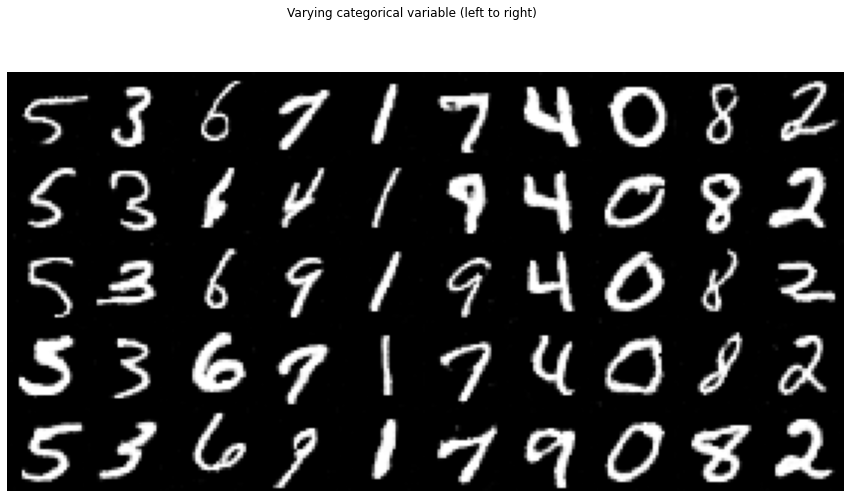 Varying categorical variable (left to right)
5 3 6 7 1 7 4 0 8 2
5 3 6 4 1 9 4 0 8 2
5 3 6 9 1 9 4 0 8 2
5 3 6 7 1 7 4 0 8 2
5 3 6 9 1 7 9 0 8 2